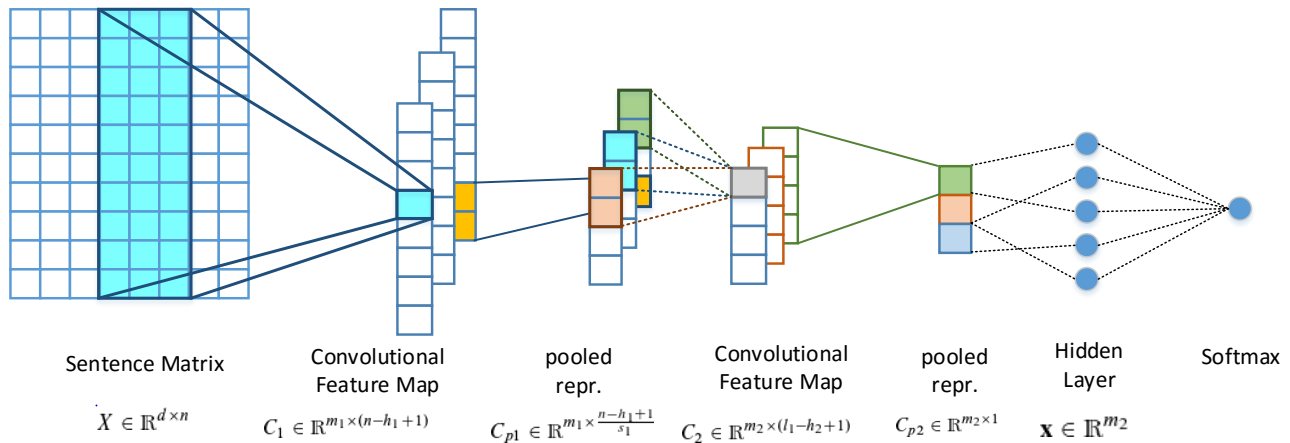 Sentence Matrix
Convolutional
Feature Map
pooled
repr.
Convolutional
Feature Map
pooled
repr.
Hidden
Layer
Softmax
X ∈ ℝ^{d×n}
C_1 ∈ ℝ^{m_1×(n−h_1+1)}
C_{p1} ∈ ℝ^{m_1×\frac{n−h_1+1}{s_1}}
C_2 ∈ ℝ^{m_2×(l_1−h_2+1)}
C_{p2} ∈ ℝ^{m_2×1}
𝐱 ∈ ℝ^{m_2}